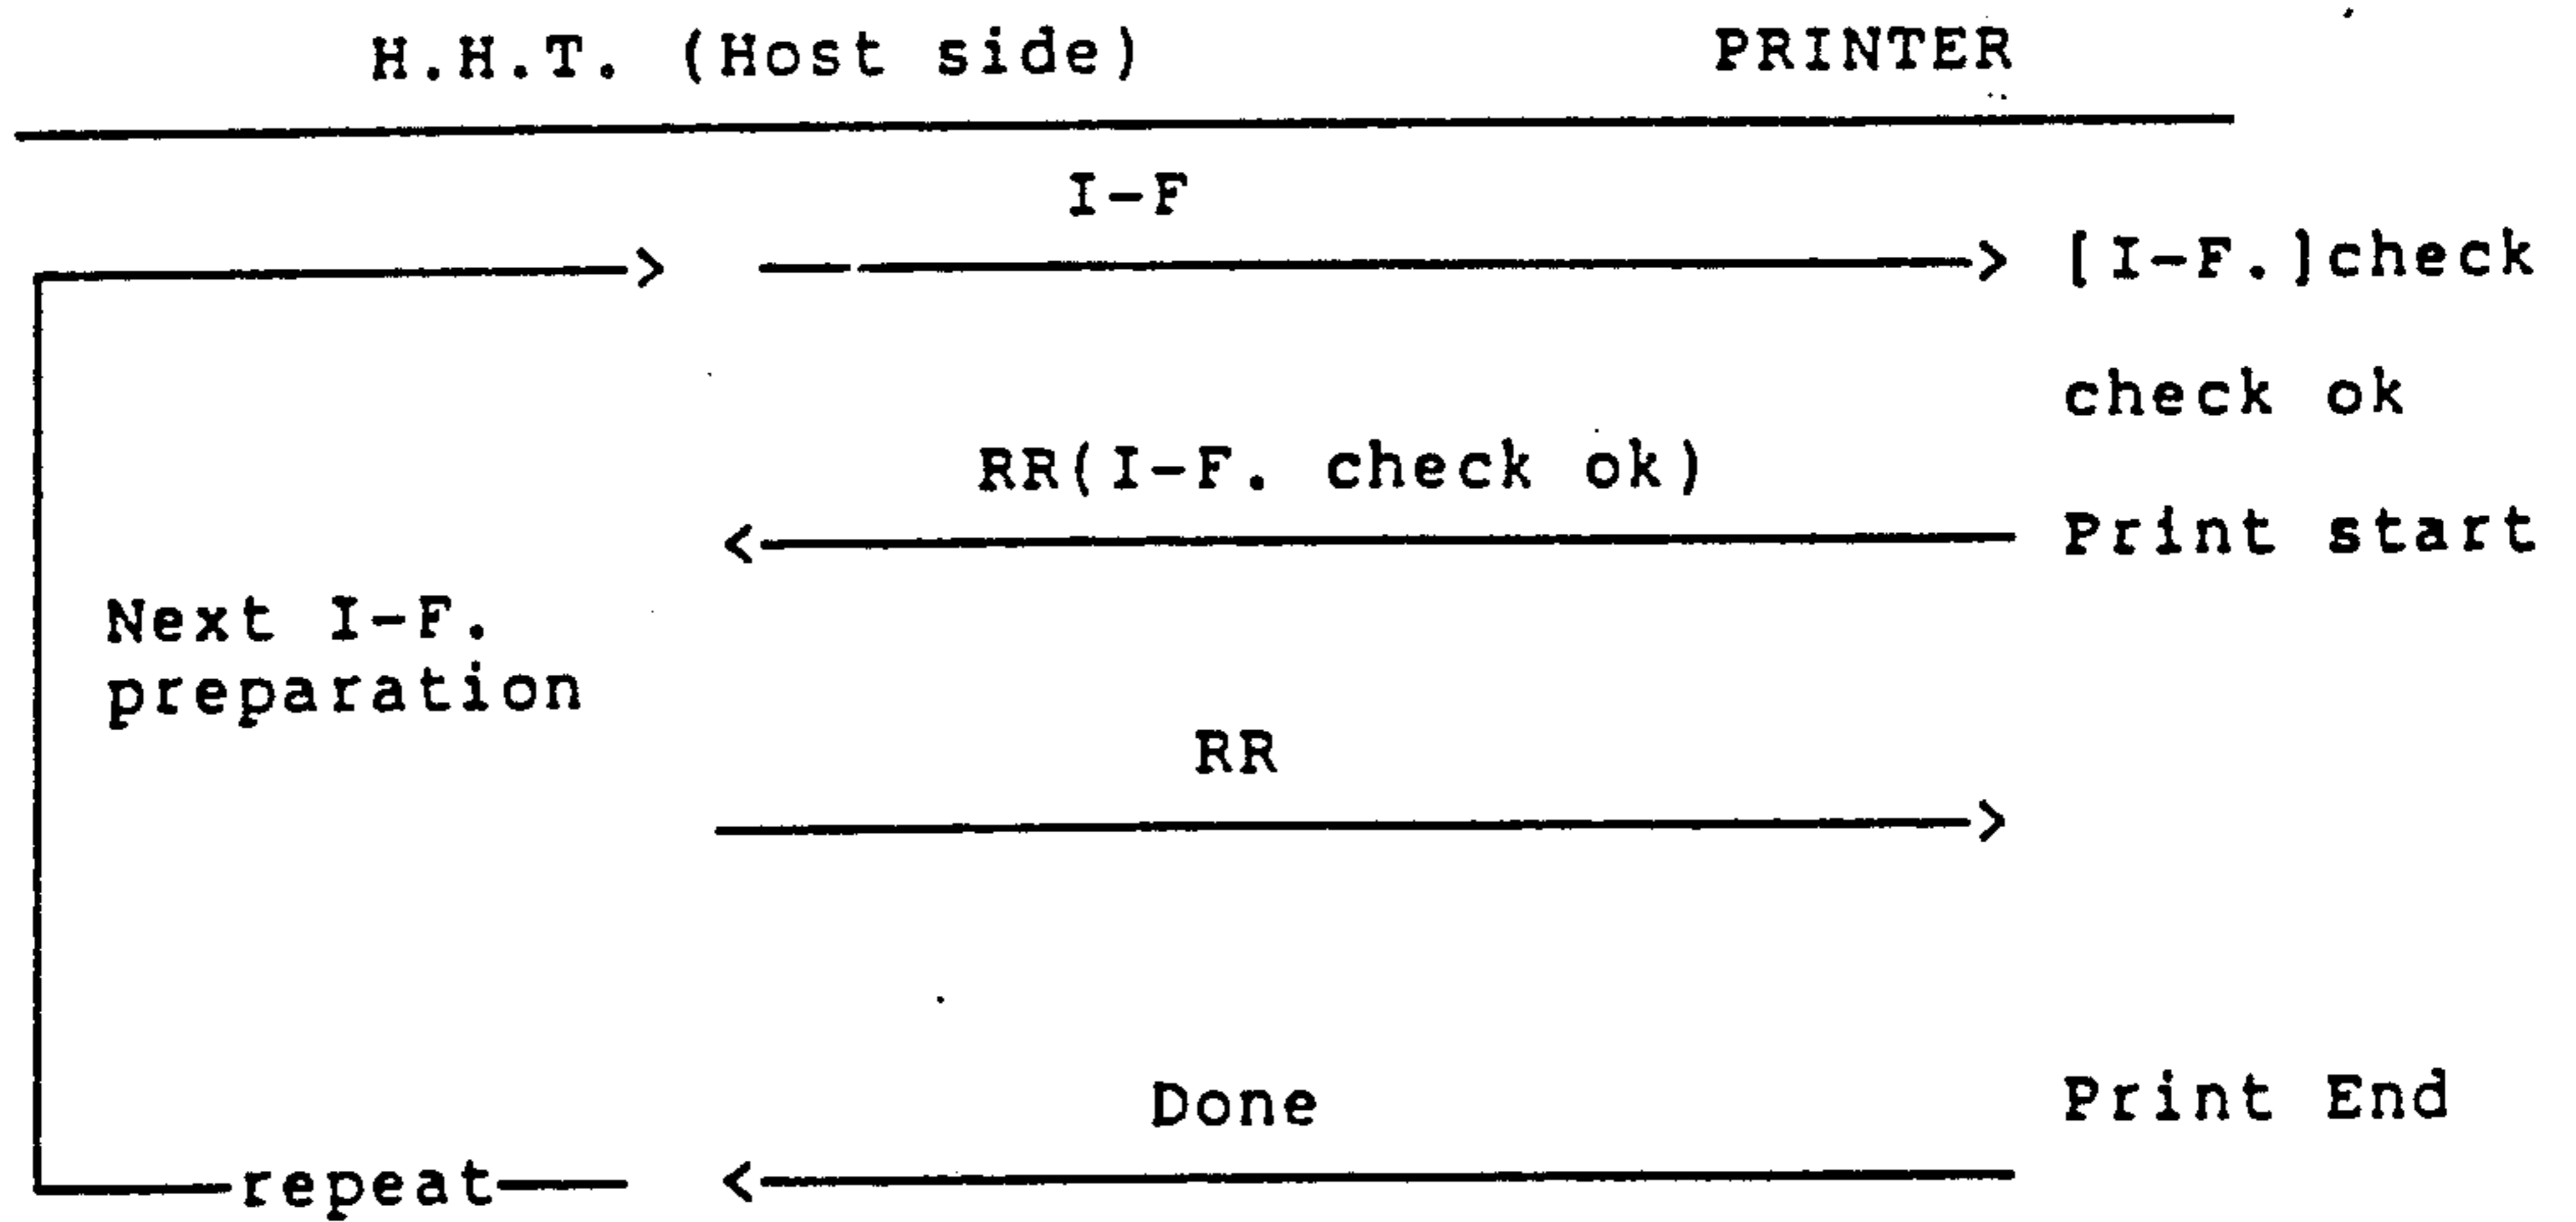 H.H.T. (Host side) PRINTER
I-F
[I-F.]check
check ok
RR(I-F. check ok)
Print start
Next I-F.
preparation
RR
Done
Print End
repeat